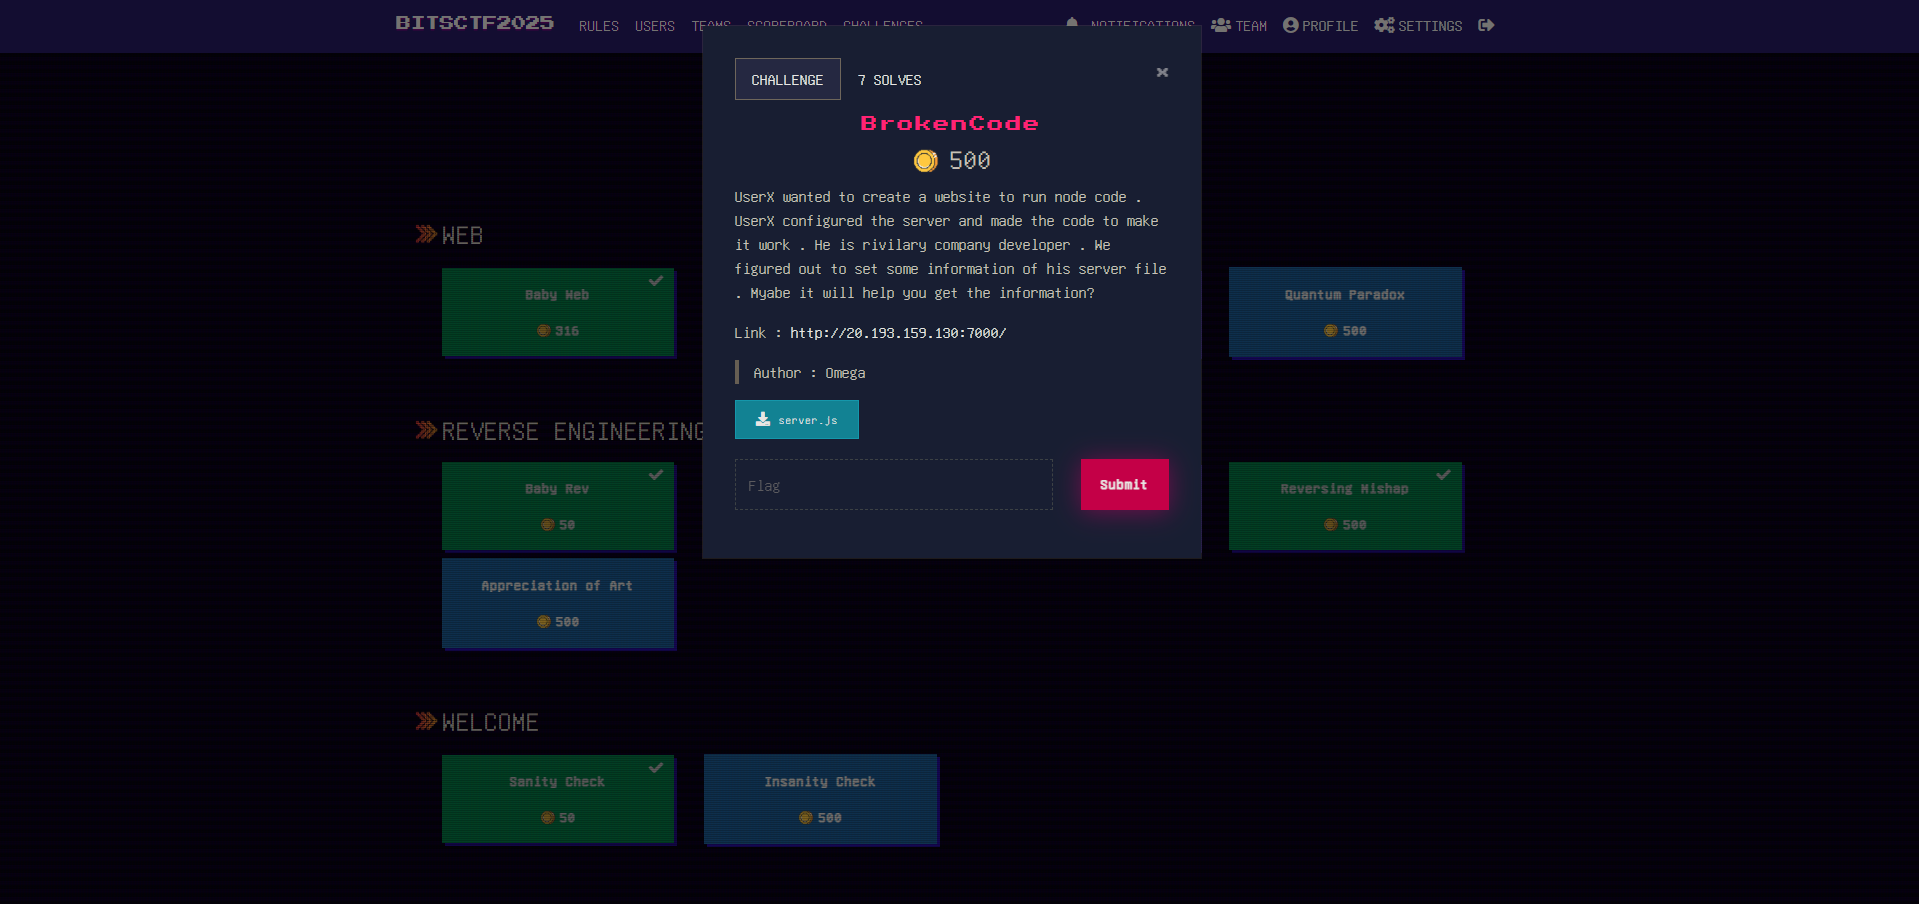 BITSCTF2025 RULES USERS TEAMS SCOREBOARD CHALLENGES NOTIFICATIONS TEAM PROFILE SETTINGS
CHALLENGE 7 SOLVES ×
BrokenCode
500
UserX wanted to create a website to run node code .
UserX configured the server and made the code to make
it work . He is rivilary company developer . We
figured out to set some information of his server file
. Myabe it will help you get the information?
Link : http://20.193.159.130:7000/
Author : Omega
server.js
Flag
Submit
WEB
Baby Web
316
Quantum Paradox
500
REVERSE ENGINEERING
Baby Rev
50
Reversing Mishap
500
Appreciation of Art
500
WELCOME
Sanity Check
50
Insanity Check
500